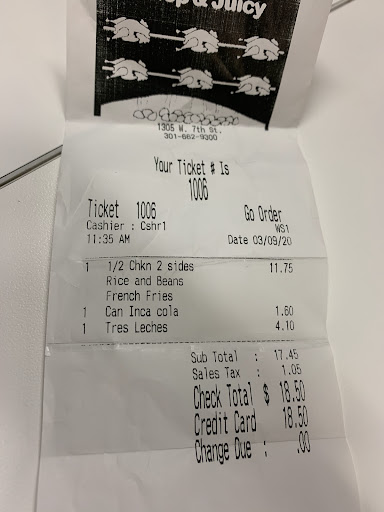 & Juicy
1305 W. 7th St.
301-662-9300
Your Ticket # Is
1006
Ticket 1006 Go Order
Cashier : Cshr1 WS1
11:35 AM Date 03/09/20
1 1/2 Chkn 2 sides 11.75
Rice and Beans
French Fries
1 Can Inca cola 1.60
1 Tres Leches 4.10
Sub Total : 17.45
Sales Tax : 1.05
Check Total $ 18.50
Credit Card 18.50
Change Due : .00